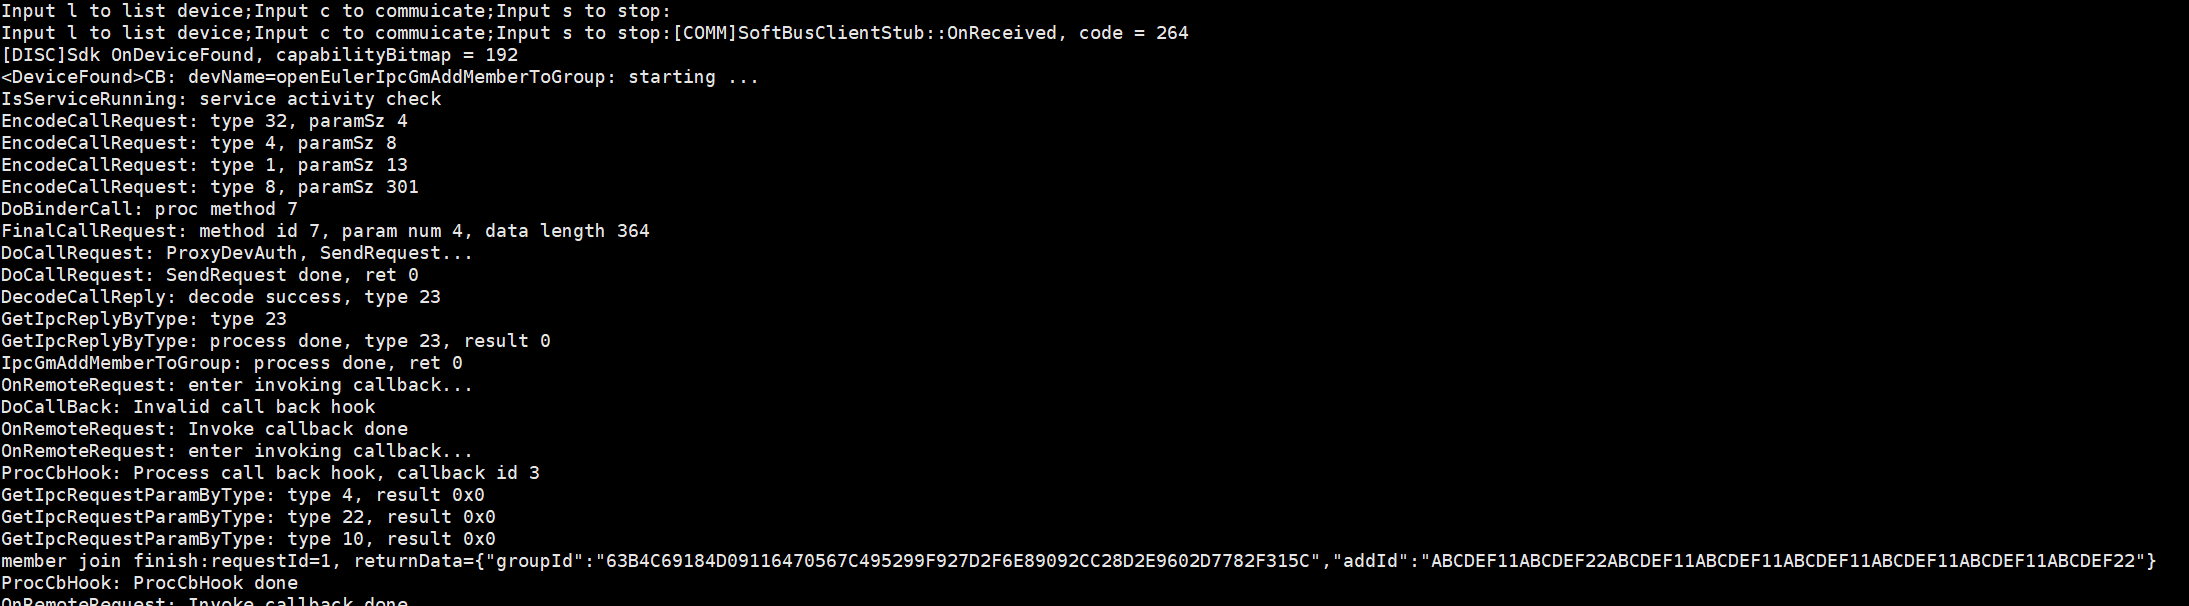 Input l to list device;Input c to commuicate;Input s to stop:
Input l to list device;Input c to commuicate;Input s to stop:[COMM]SoftBusClientStub::OnReceived, code = 264
[DISC]Sdk OnDeviceFound, capabilityBitmap = 192
<DeviceFound>CB: devName=openEulerIpcGmAddMemberToGroup: starting ...
IsServiceRunning: service activity check
EncodeCallRequest: type 32, paramSz 4
EncodeCallRequest: type 4, paramSz 8
EncodeCallRequest: type 1, paramSz 13
EncodeCallRequest: type 8, paramSz 301
DoBinderCall: proc method 7
FinalCallRequest: method id 7, param num 4, data length 364
DoCallRequest: ProxyDevAuth, SendRequest...
DoCallRequest: SendRequest done, ret 0
DecodeCallReply: decode success, type 23
GetIpcReplyByType: type 23
GetIpcReplyByType: process done, type 23, result 0
IpcGmAddMemberToGroup: process done, ret 0
OnRemoteRequest: enter invoking callback...
DoCallBack: Invalid call back hook
OnRemoteRequest: Invoke callback done
OnRemoteRequest: enter invoking callback...
ProcCbHook: Process call back hook, callback id 3
GetIpcRequestParamByType: type 4, result 0x0
GetIpcRequestParamByType: type 22, result 0x0
GetIpcRequestParamByType: type 10, result 0x0
member join finish:requestId=1, returnData={"groupId":"63B4C69184D09116470567C495299F927D2F6E89092CC28D2E9602D7782F315C","addId":"ABCDEF11ABCDEF22ABCDEF11ABCDEF11ABCDEF11ABCDEF11ABCDEF11ABCDEF22"}
ProcCbHook: ProcCbHook done
OnRemoteRequest: Invoke callback done